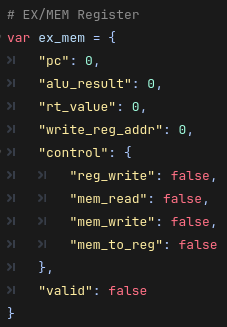 # EX/MEM Register
var ex_mem = {
    "pc": 0,
    "alu_result": 0,
    "rt_value": 0,
    "write_reg_addr": 0,
    "control": {
        "reg_write": false,
        "mem_read": false,
        "mem_write": false,
        "mem_to_reg": false
    },
    "valid": false
}